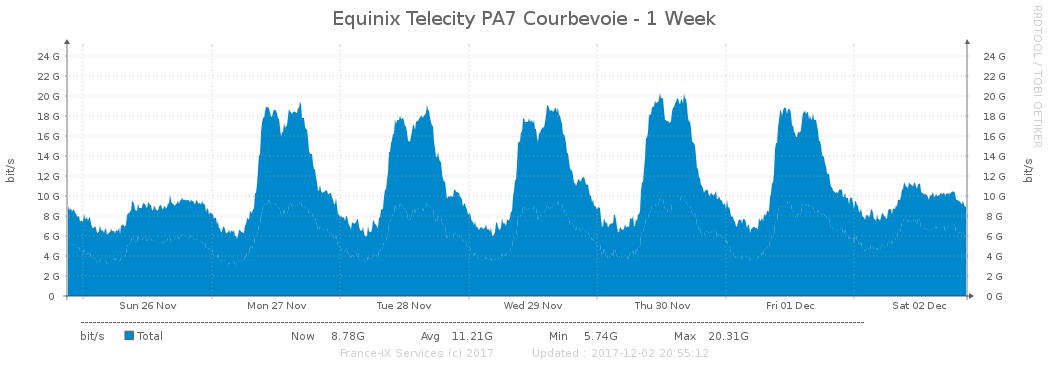 Equinix Telecity PA7 Courbevoie - 1 Week
RRDTOOL / TOBI OETIKER
24 G 24 G
22 G 22 G
20 G 20 G
18 G 18 G
16 G 16 G
14 G 14 G
12 G 12 G
10 G 10 G
8 G 8 G
6 G 6 G
4 G 4 G
2 G 2 G
0 0 G
bit/s
bit/s
Sun 26 Nov Mon 27 Nov Tue 28 Nov Wed 29 Nov Thu 30 Nov Fri 01 Dec Sat 02 Dec
bit/s Total Now 8.78G Avg 11.21G Min 5.74G Max 20.31G
France-IX Services (c) 2017 Updated : 2017-12-02 20:55:12